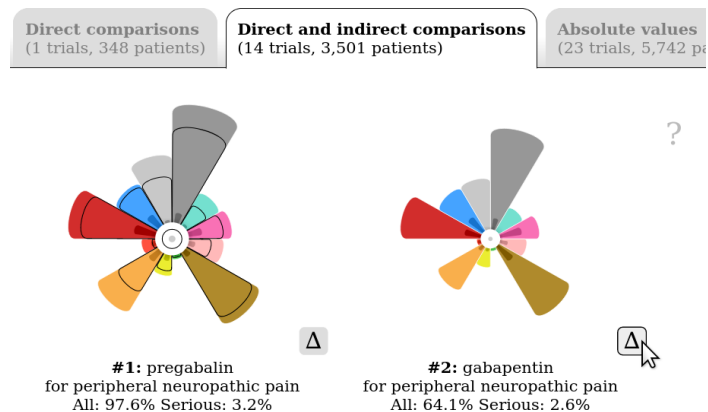 Direct comparisons
(1 trials, 348 patients)
Direct and indirect comparisons
(14 trials, 3,501 patients)
Absolute values
(23 trials, 5,742
?
Δ
Δ
#1: pregabalin
for peripheral neuropathic pain
All: 97.6% Serious: 3.2%
#2: gabapentin
for peripheral neuropathic pain
All: 64.1% Serious: 2.6%